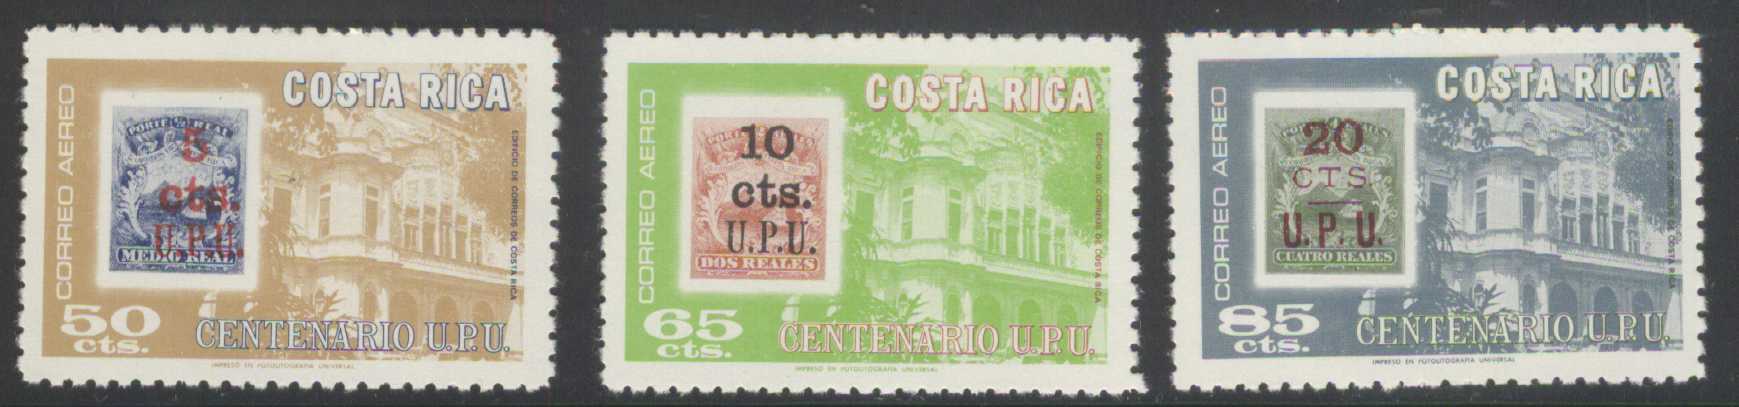 COSTA RICA
CORREO AEREO
PORTE ½ REAL
5
cts.
U.P.U.
MEDIO REAL
EDIFICIO DE CORREOS DE COSTA RICA
50
cts.
CENTENARIO U.P.U.
IMPRESO EN FOTOLITOGRAFIA UNIVERSAL
COSTA RICA
CORREO AEREO
10
cts.
U.P.U.
DOS REALES
EDIFICIO DE CORREOS DE COSTA RICA
65
cts.
CENTENARIO U.P.U.
IMPRESO EN FOTOLITOGRAFIA UNIVERSAL
COSTA RICA
CORREO AEREO
20
CTS
U.P.U.
CUATRO REALES
EDIFICIO DE CORREOS DE COSTA RICA
85
cts.
CENTENARIO U.P.U.
IMPRESO EN FOTOLITOGRAFIA UNIVERSAL